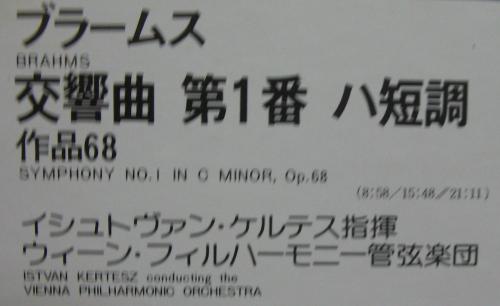 ブラームス
BRAHMS
交響曲 第1番 ハ短調
作品68
SYMPHONY NO.1 IN C MINOR, Op.68
(8:58／15:48／21:11)
イシュトヴァン・ケルテス指揮
ウィーン・フィルハーモニー管弦楽団
ISTVAN KERTESZ conducting the
VIENNA PHILHARMONIC ORCHESTRA